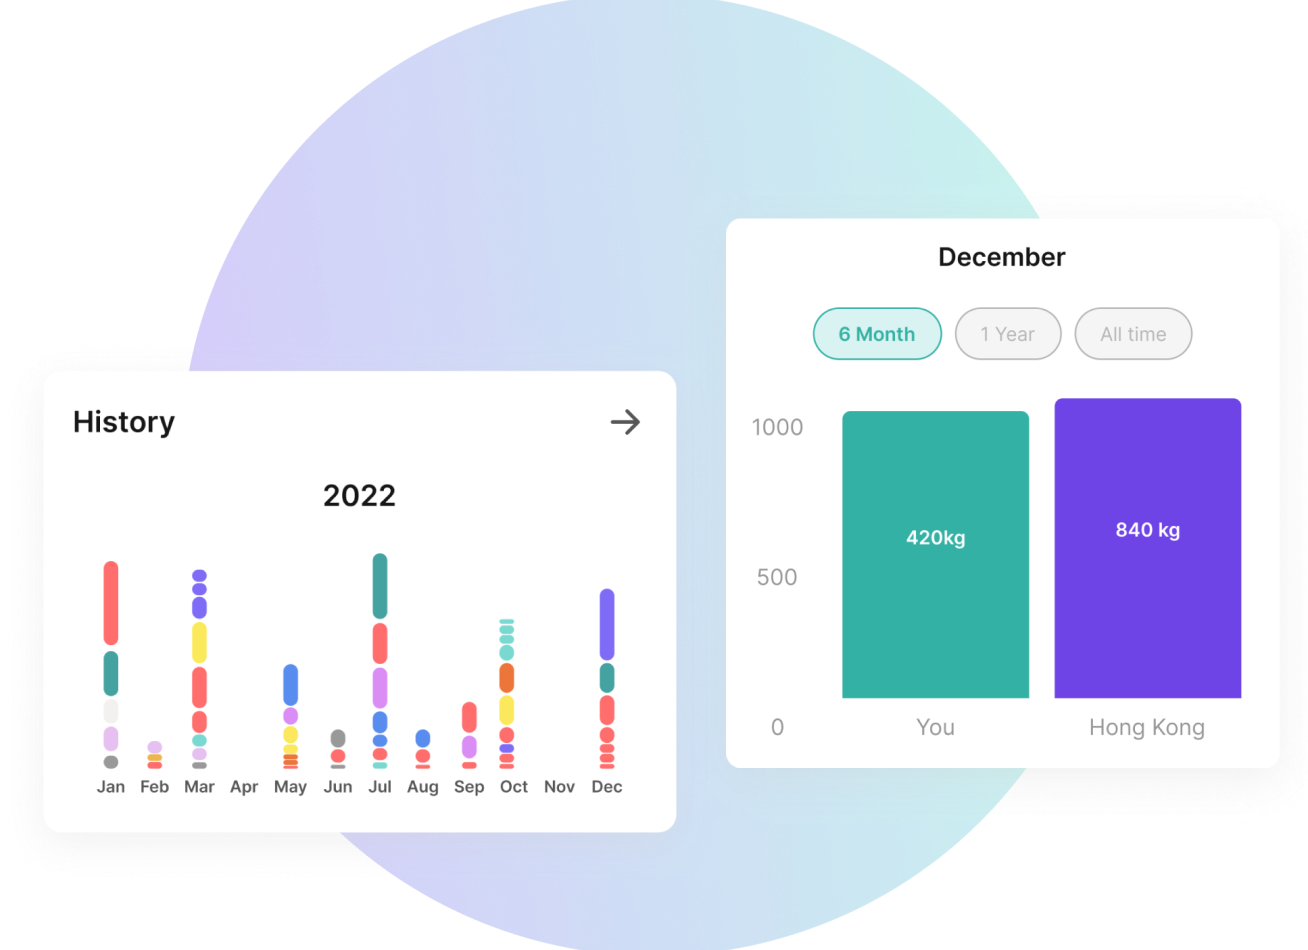 History
2022
Jan Feb Mar Apr May Jun Jul Aug Sep Oct Nov Dec
December
6 Month 1 Year All time
1000
500
0
420kg
840 kg
You Hong Kong